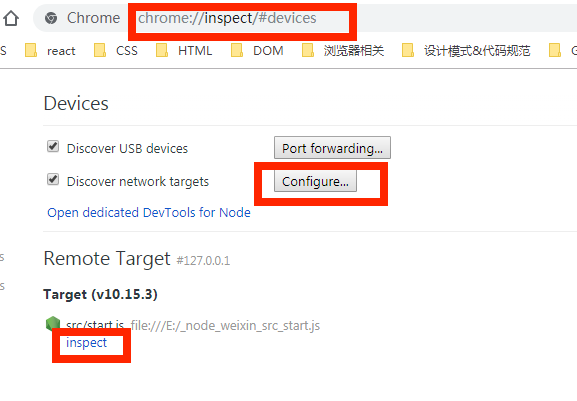 Chrome chrome://inspect/#devices
S react CSS HTML DOM 浏览器相关 设计模式&代码规范 G
Devices
Discover USB devices Port forwarding...
Discover network targets Configure...
Open dedicated DevTools for Node
s
Remote Target #127.0.0.1
s
Target (v10.15.3)
src/start.js file:///E:/_node_weixin_src_start.js
inspect